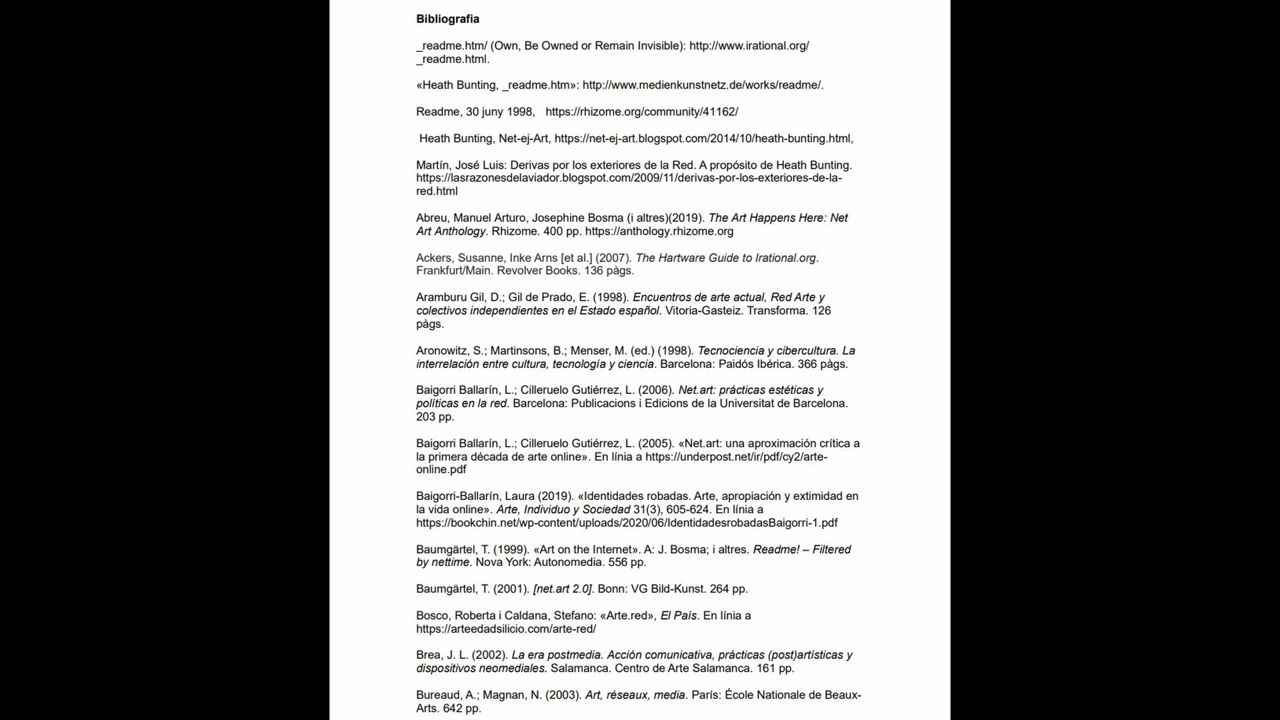 Bibliografia
_readme.htm/ (Own, Be Owned or Remain Invisible): http://www.irational.org/
_readme.html.
«Heath Bunting, _readme.htm»: http://www.medienkunstnetz.de/works/readme/.
Readme, 30 juny 1998, https://rhizome.org/community/41162/
Heath Bunting, Net-ej-Art, https://net-ej-art.blogspot.com/2014/10/heath-bunting.html,
Martín, José Luis: Derivas por los exteriores de la Red. A propósito de Heath Bunting.
https://lasrazonesdelaviador.blogspot.com/2009/11/derivas-por-los-exteriores-de-la-
red.html
Abreu, Manuel Arturo, Josephine Bosma (i altres)(2019). The Art Happens Here: Net
Art Anthology. Rhizome. 400 pp. https://anthology.rhizome.org
Ackers, Susanne, Inke Arns [et al.] (2007). The Hartware Guide to Irational.org.
Frankfurt/Main. Revolver Books. 136 pàgs.
Aramburu Gil, D.; Gil de Prado, E. (1998). Encuentros de arte actual, Red Arte y
colectivos independientes en el Estado español. Vitoria-Gasteiz. Transforma. 126
pàgs.
Aronowitz, S.; Martinsons, B.; Menser, M. (ed.) (1998). Tecnociencia y cibercultura. La
interrelación entre cultura, tecnología y ciencia. Barcelona: Paidós Ibérica. 366 pàgs.
Baigorri Ballarín, L.; Cilleruelo Gutiérrez, L. (2006). Net.art: prácticas estéticas y
políticas en la red. Barcelona: Publicacions i Edicions de la Universitat de Barcelona.
203 pp.
Baigorri Ballarín, L.; Cilleruelo Gutiérrez, L. (2005). «Net.art: una aproximación crítica a
la primera década de arte online». En línia a https://underpost.net/ir/pdf/cy2/arte-
online.pdf
Baigorri-Ballarín, Laura (2019). «Identidades robadas. Arte, apropiación y extimidad en
la vida online». Arte, Individuo y Sociedad 31(3), 605-624. En línia a
https://bookchin.net/wp-content/uploads/2020/06/IdentidadesrobadasBaigorri-1.pdf
Baumgärtel, T. (1999). «Art on the Internet». A: J. Bosma; i altres. Readme! – Filtered
by nettime. Nova York: Autonomedia. 556 pp.
Baumgärtel, T. (2001). [net.art 2.0]. Bonn: VG Bild-Kunst. 264 pp.
Bosco, Roberta i Caldana, Stefano: «Arte.red», El País. En línia a
https://arteedadsilicio.com/arte-red/
Brea, J. L. (2002). La era postmedia. Acción comunicativa, prácticas (post)artísticas y
dispositivos neomediales. Salamanca. Centro de Arte Salamanca. 161 pp.
Bureaud, A.; Magnan, N. (2003). Art, réseaux, media. París: École Nationale de Beaux-
Arts. 642 pp.